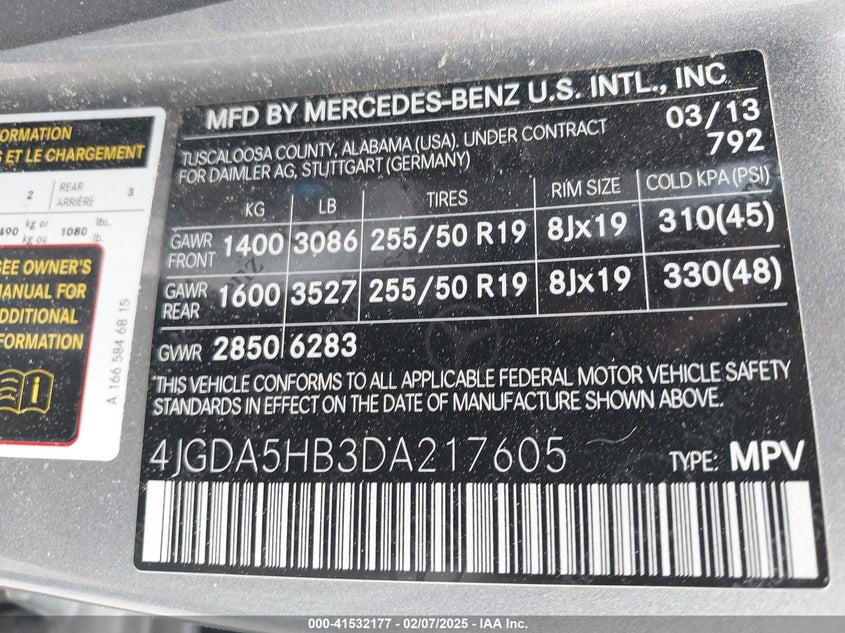 ORMATION
S ET LE CHARGEMENT
2 REAR ARRIÈRE 3
490 kg or kg ou 1080 lbs. lb.
SEE OWNER'S
MANUAL FOR
ADDITIONAL
FORMATION
A 166 584 68 15
MFD BY MERCEDES-BENZ U.S. INTL., INC.
TUSCALOOSA COUNTY, ALABAMA (USA), UNDER CONTRACT 03/13
FOR DAIMLER AG, STUTTGART (GERMANY) 792
KG LB TIRES RIM SIZE COLD KPA (PSI)
GAWR FRONT 1400 3086 255/50 R19 8Jx19 310(45)
GAWR REAR 1600 3527 255/50 R19 8Jx19 330(48)
GVWR 2850 6283
THIS VEHICLE CONFORMS TO ALL APPLICABLE FEDERAL MOTOR VEHICLE SAFETY
STANDARDS IN EFFECT ON THE DATE OF MANUFACTURE SHOWN ABOVE.
4JGDA5HB3DA217605 TYPE: MPV
000-41532177 — 02/07/2025 — IAA Inc.